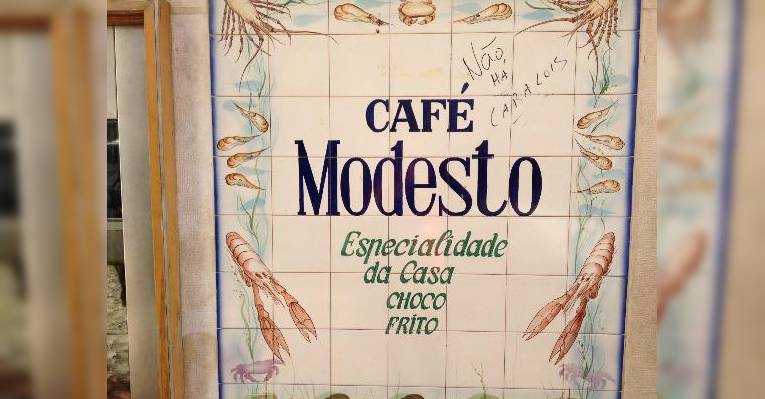 Não
HÁ
CARACOIS
CAFÉ
Modesto
Especialidade
da Casa
CHOCO
FRITO